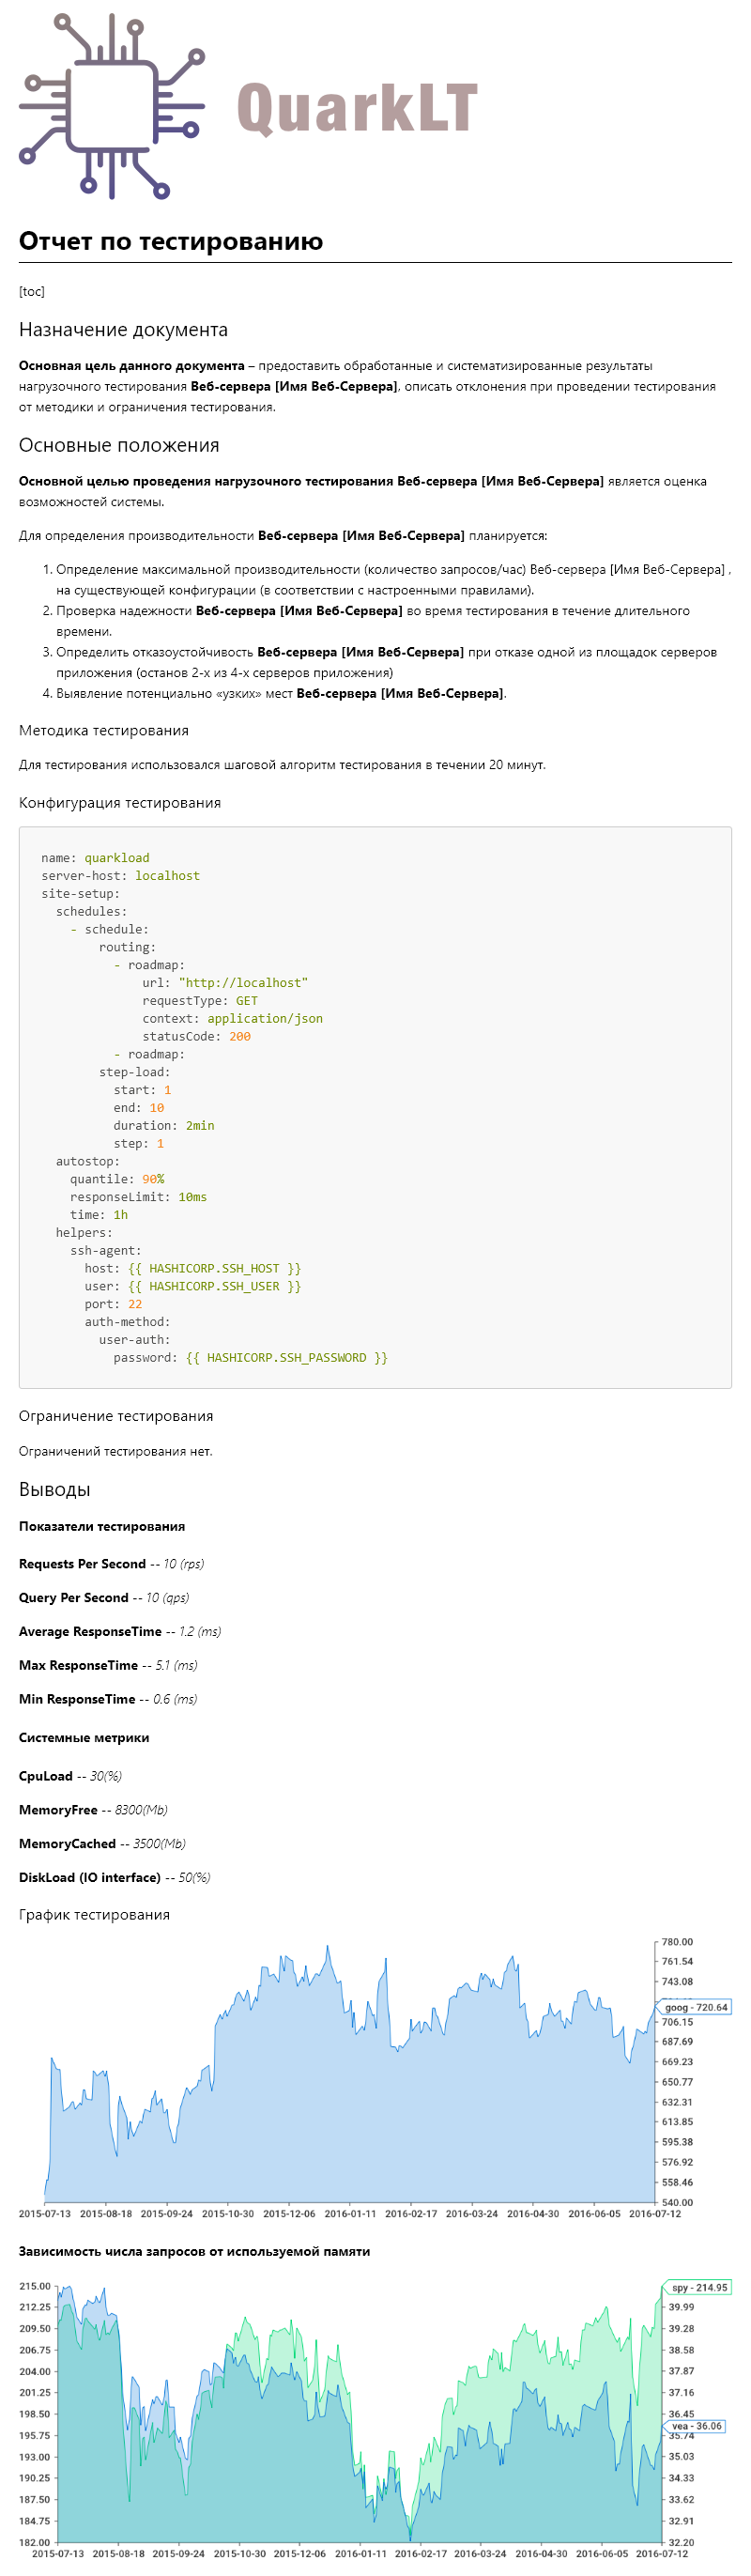 QuarkLT
Отчет по тестированию
[toc]
Назначение документа
Основная цель данного документа – предоставить обработанные и систематизированные результаты
нагрузочного тестирования Веб-сервера [Имя Веб-Сервера], описать отклонения при проведении тестирования
от методики и ограничения тестирования.
Основные положения
Основной целью проведения нагрузочного тестирования Веб-сервера [Имя Веб-Сервера] является оценка
возможностей системы.
Для определения производительности Веб-сервера [Имя Веб-Сервера] планируется:
1. Определение максимальной производительности (количество запросов/час) Веб-сервера [Имя Веб-Сервера] ,
на существующей конфигурации (в соответствии с настроенными правилами).
2. Проверка надежности Веб-сервера [Имя Веб-Сервера] во время тестирования в течение длительного
времени.
3. Определить отказоустойчивость Веб-сервера [Имя Веб-Сервера] при отказе одной из площадок серверов
приложения (останов 2-х из 4-х серверов приложения)
4. Выявление потенциально «узких» мест Веб-сервера [Имя Веб-Сервера].
Методика тестирования
Для тестирования использовался шаговой алгоритм тестирования в течении 20 минут.
Конфигурация тестирования
name: quarkload
server-host: localhost
site-setup:
schedules:
- schedule:
routing:
- roadmap:
url: "http://localhost"
requestType: GET
context: application/json
statusCode: 200
- roadmap:
step-load:
start: 1
end: 10
duration: 2min
step: 1
autostop:
quantile: 90%
responseLimit: 10ms
time: 1h
helpers:
ssh-agent:
host: {{ HASHICORP.SSH_HOST }}
user: {{ HASHICORP.SSH_USER }}
port: 22
auth-method:
user-auth:
password: {{ HASHICORP.SSH_PASSWORD }}
Ограничение тестирования
Ограничений тестирования нет.
Выводы
Показатели тестирования
Requests Per Second -- 10 (rps)
Query Per Second -- 10 (qps)
Average ResponseTime -- 1.2 (ms)
Max ResponseTime -- 5.1 (ms)
Min ResponseTime -- 0.6 (ms)
Системные метрики
CpuLoad -- 30(%)
MemoryFree -- 8300(Mb)
MemoryCached -- 3500(Mb)
DiskLoad (IO interface) -- 50(%)
График тестирования
780.00
761.54
743.08
goog - 720.64
706.15
687.69
669.23
650.77
632.31
613.85
595.38
576.92
558.46
540.00
2015-07-13 2015-08-18 2015-09-24 2015-10-30 2015-12-06 2016-01-11 2016-02-17 2016-03-24 2016-04-30 2016-06-05 2016-07-12
Зависимость числа запросов от используемой памяти
215.00 spy - 214.95
212.25 39.99
209.50 39.28
206.75 38.58
204.00 37.87
201.25 37.16
198.50 36.45
vea - 36.06
195.75 35.74
193.00 35.03
190.25 34.33
187.50 33.62
184.75 32.91
182.00 32.20
2015-07-13 2015-08-18 2015-09-24 2015-10-30 2015-12-06 2016-01-11 2016-02-17 2016-03-24 2016-04-30 2016-06-05 2016-07-12